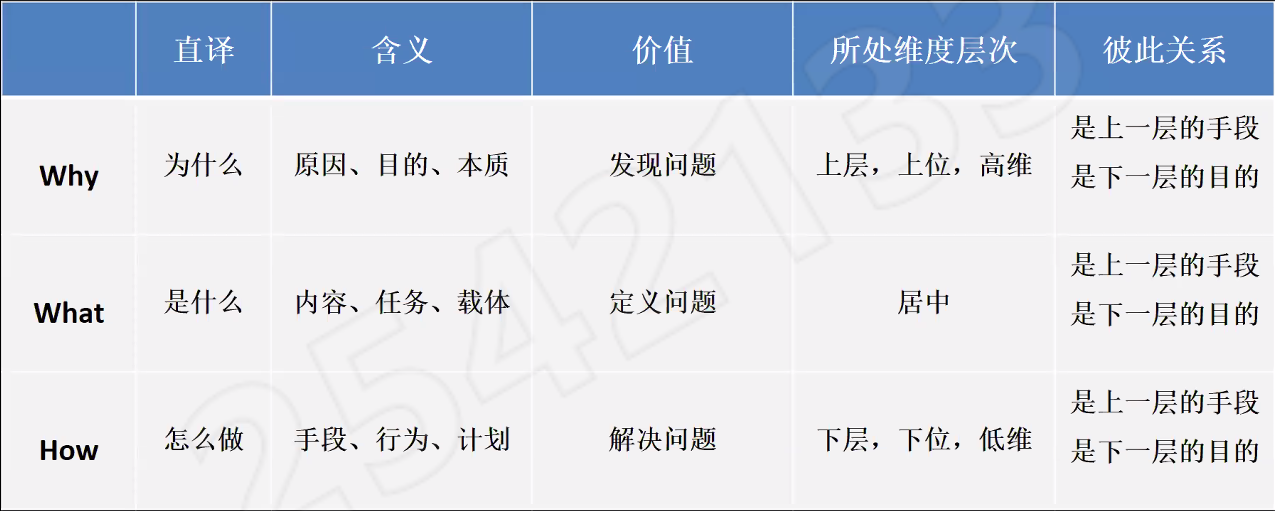 直译 含义 价值 所处维度层次 彼此关系
Why 为什么 原因、目的、本质 发现问题 上层，上位，高维 是上一层的手段
是下一层的目的
What 是什么 内容、任务、载体 定义问题 居中 是上一层的手段
是下一层的目的
How 怎么做 手段、行为、计划 解决问题 下层，下位，低维 是上一层的手段
是下一层的目的
2542133